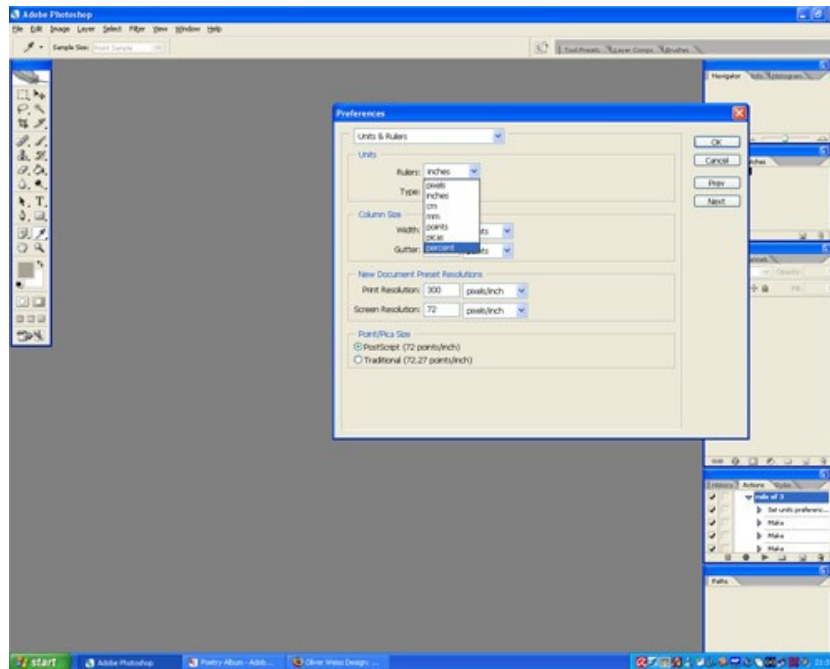 Adobe Photoshop
File Edit Image Layer Select Filter View Window Help
Sample Size: Point Sample
Tool Presets Layer Comps Brushes
Navigator Info Histogram
Preferences
Units & Rulers
OK
Cancel
Prev
Next
Units
Rulers: inches
Type:
pixels
inches
cm
mm
points
picas
percent
Column Size
Width:
Gutter: points
New Document Preset Resolutions
Print Resolution: 300 pixels/inch
Screen Resolution: 72 pixels/inch
Point/Pica Size
PostScript (72 points/inch)
Traditional (72.27 points/inch)
History Actions Styles
rule of 3
Set units preferenc...
Make
Make
Make
Paths
start Adobe Photoshop Poetry Album - Adob... Oliver Weiss Design: ...